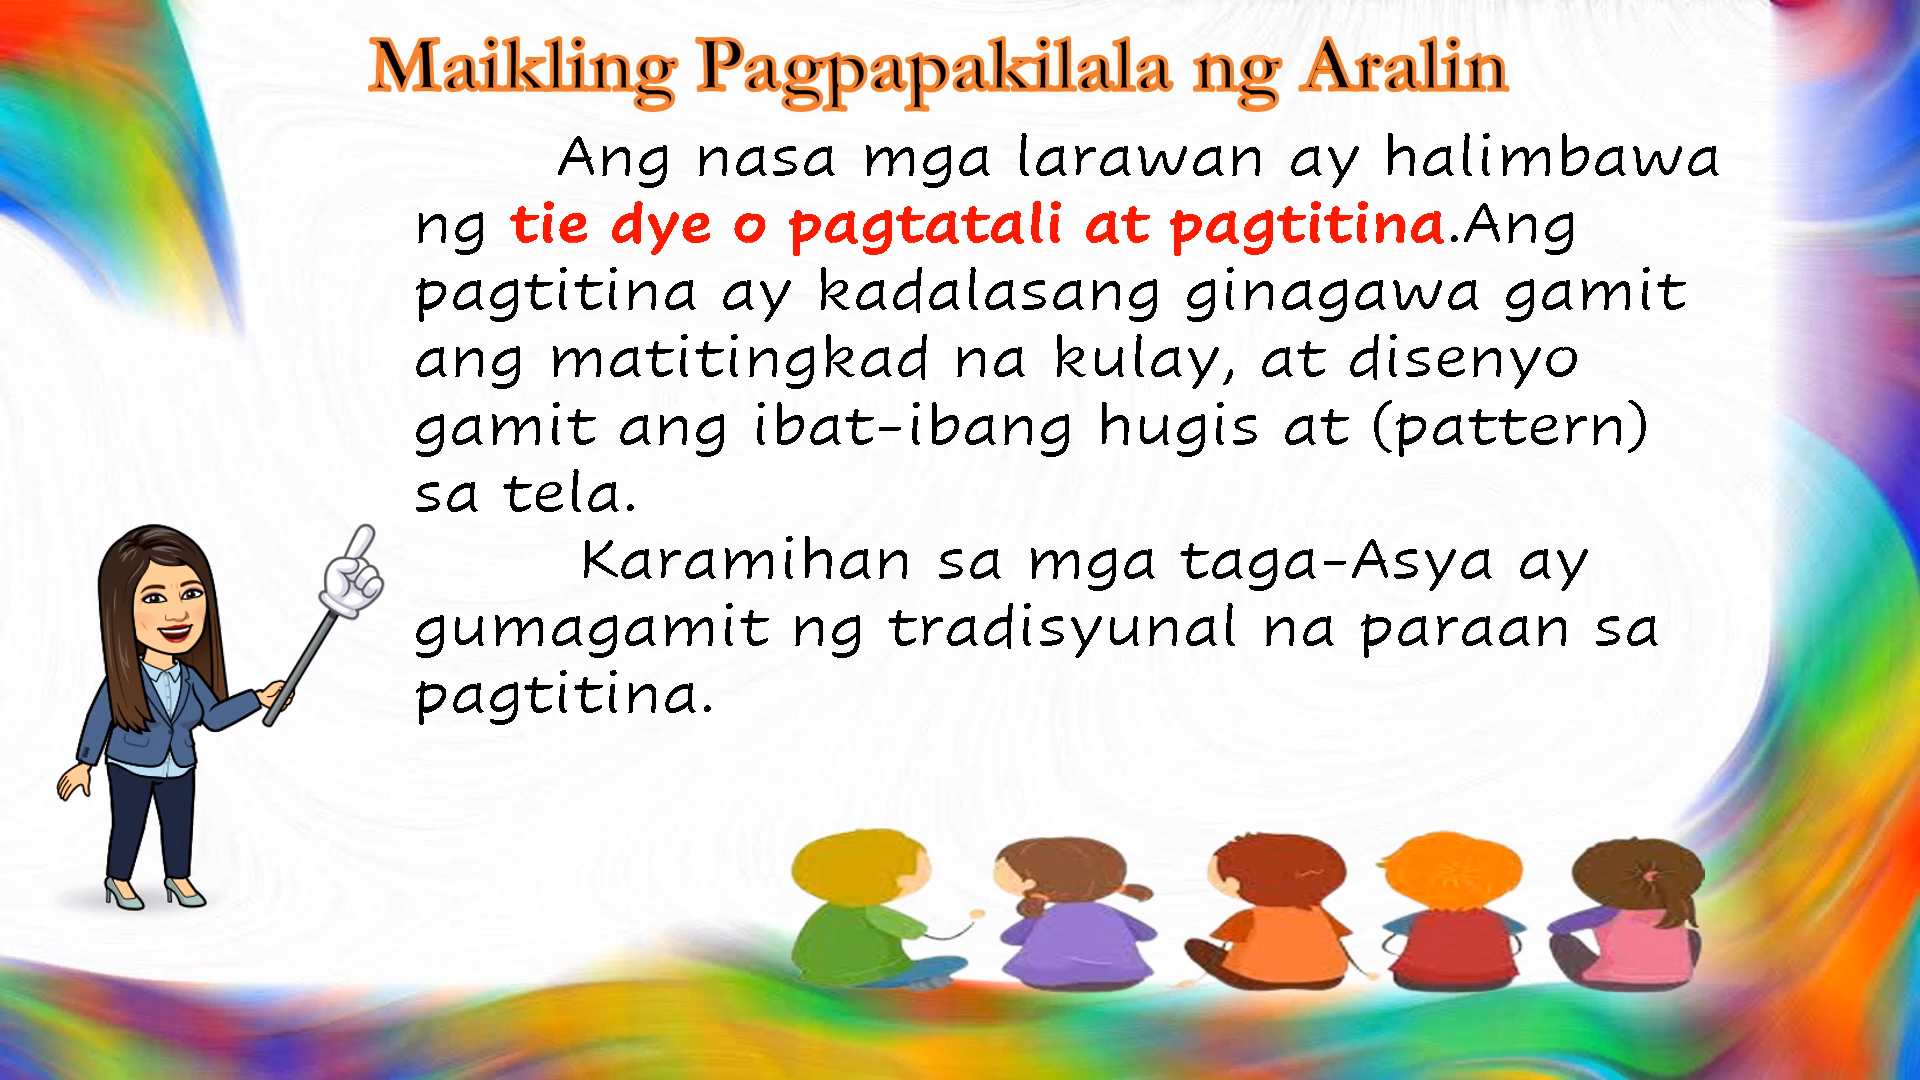 Maikling Pagpapakilala ng Aralin
Ang nasa mga larawan ay halimbawa
ng tie dye o pagtatali at pagtitina.Ang
pagtitina ay kadalasang ginagawa gamit
ang matitingkad na kulay, at disenyo
gamit ang ibat-ibang hugis at (pattern)
sa tela.
Karamihan sa mga taga-Asya ay
gumagamit ng tradisyunal na paraan sa
pagtitina.